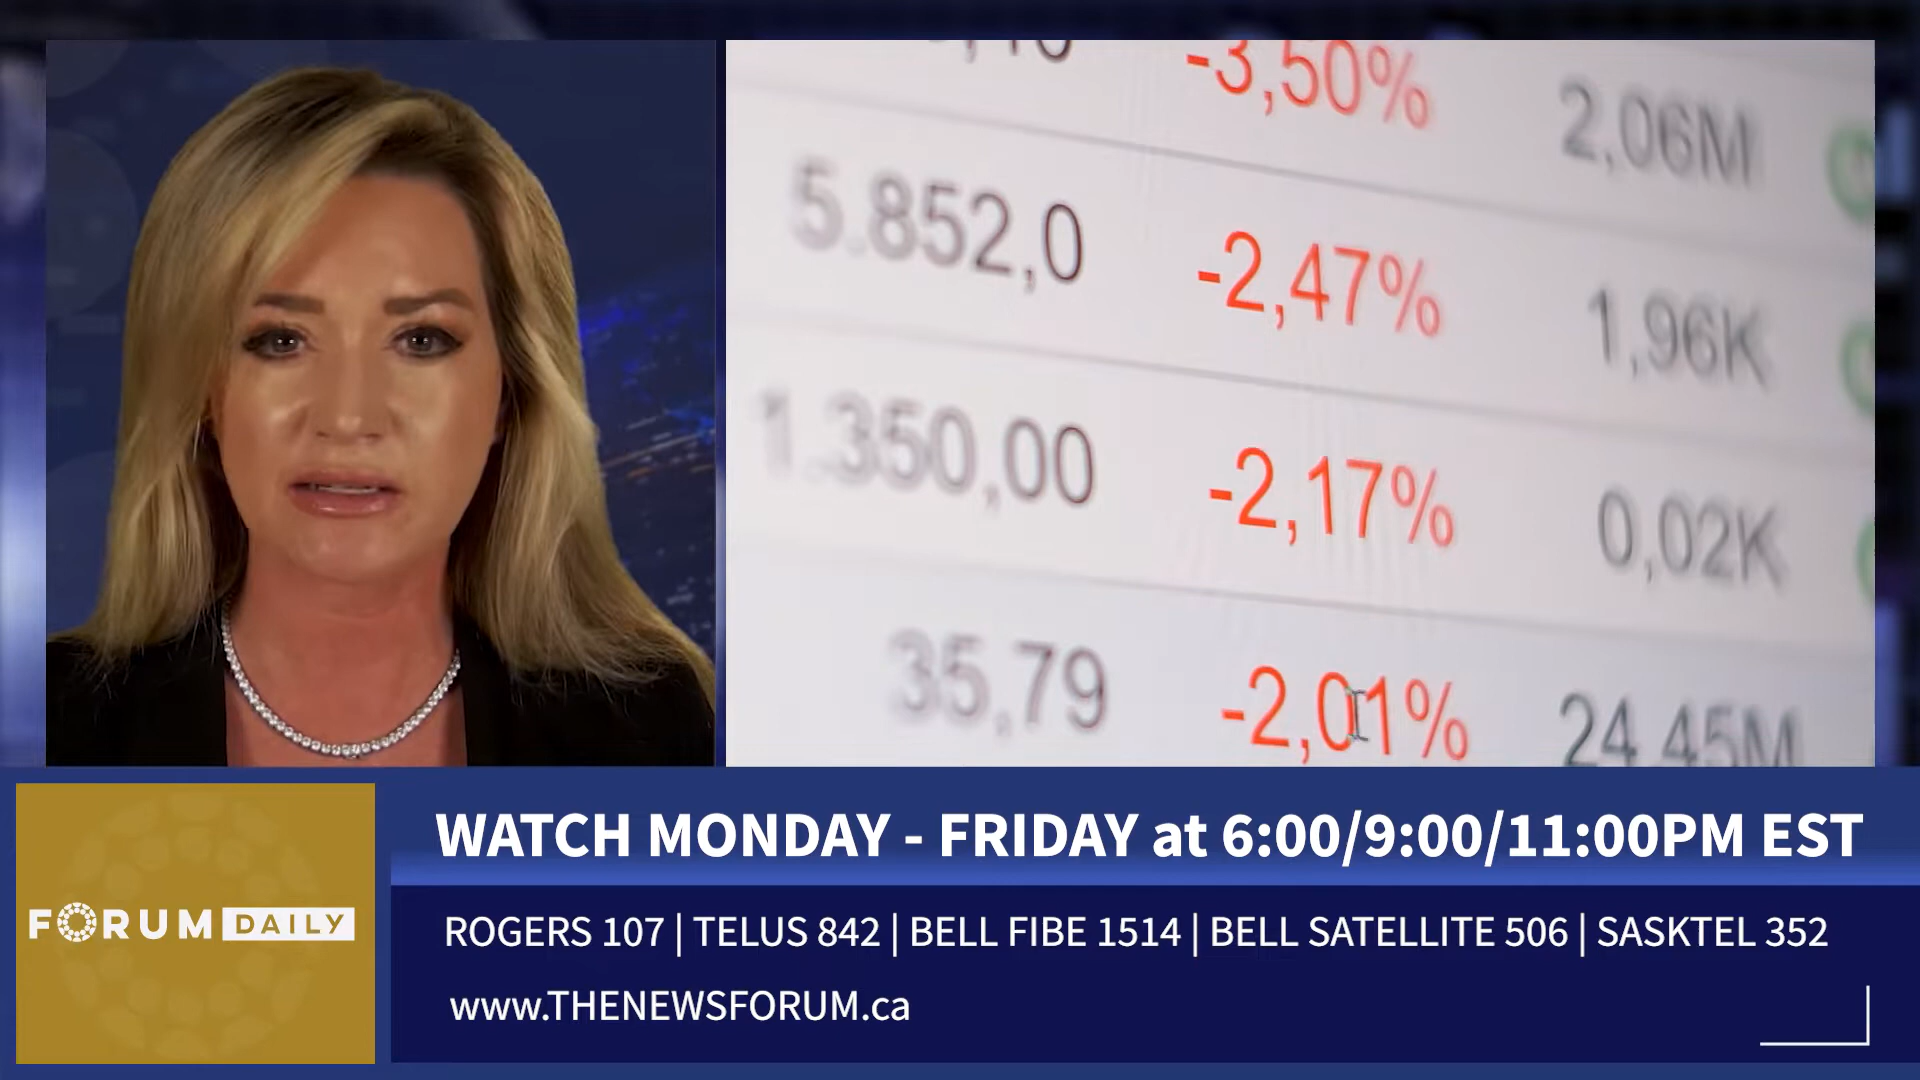 -3,50%
2,06M
5.852,0
-2,47%
1,96K
1.350,00
-2,17%
0,02K
35,79
-2,01%
24,45M
WATCH MONDAY - FRIDAY at 6:00/9:00/11:00PM EST
FORUM DAILY
ROGERS 107 | TELUS 842 | BELL FIBE 1514 | BELL SATELLITE 506 | SASKTEL 352
www.THENEWSFORUM.ca